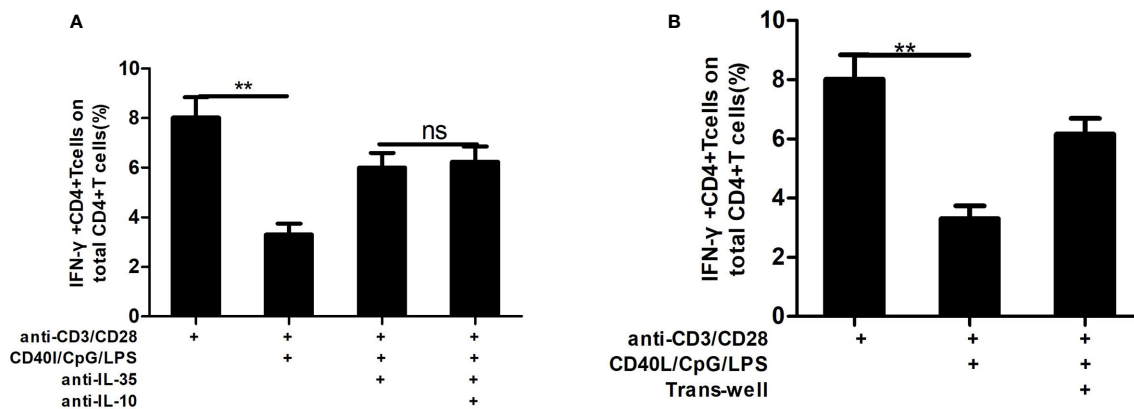 A
IFN-γ +CD4+Tcells on
total CD4+T cells(%)
10
8
6
4
2
0
**
ns
anti-CD3/CD28 + + + +
CD40l/CpG/LPS + + +
anti-IL-35 + +
anti-IL-10 +
B
IFN-γ +CD4+Tcells on
total CD4+T cells(%)
10
8
6
4
2
0
**
anti-CD3/CD28 + + +
CD40L/CpG/LPS + +
Trans-well +